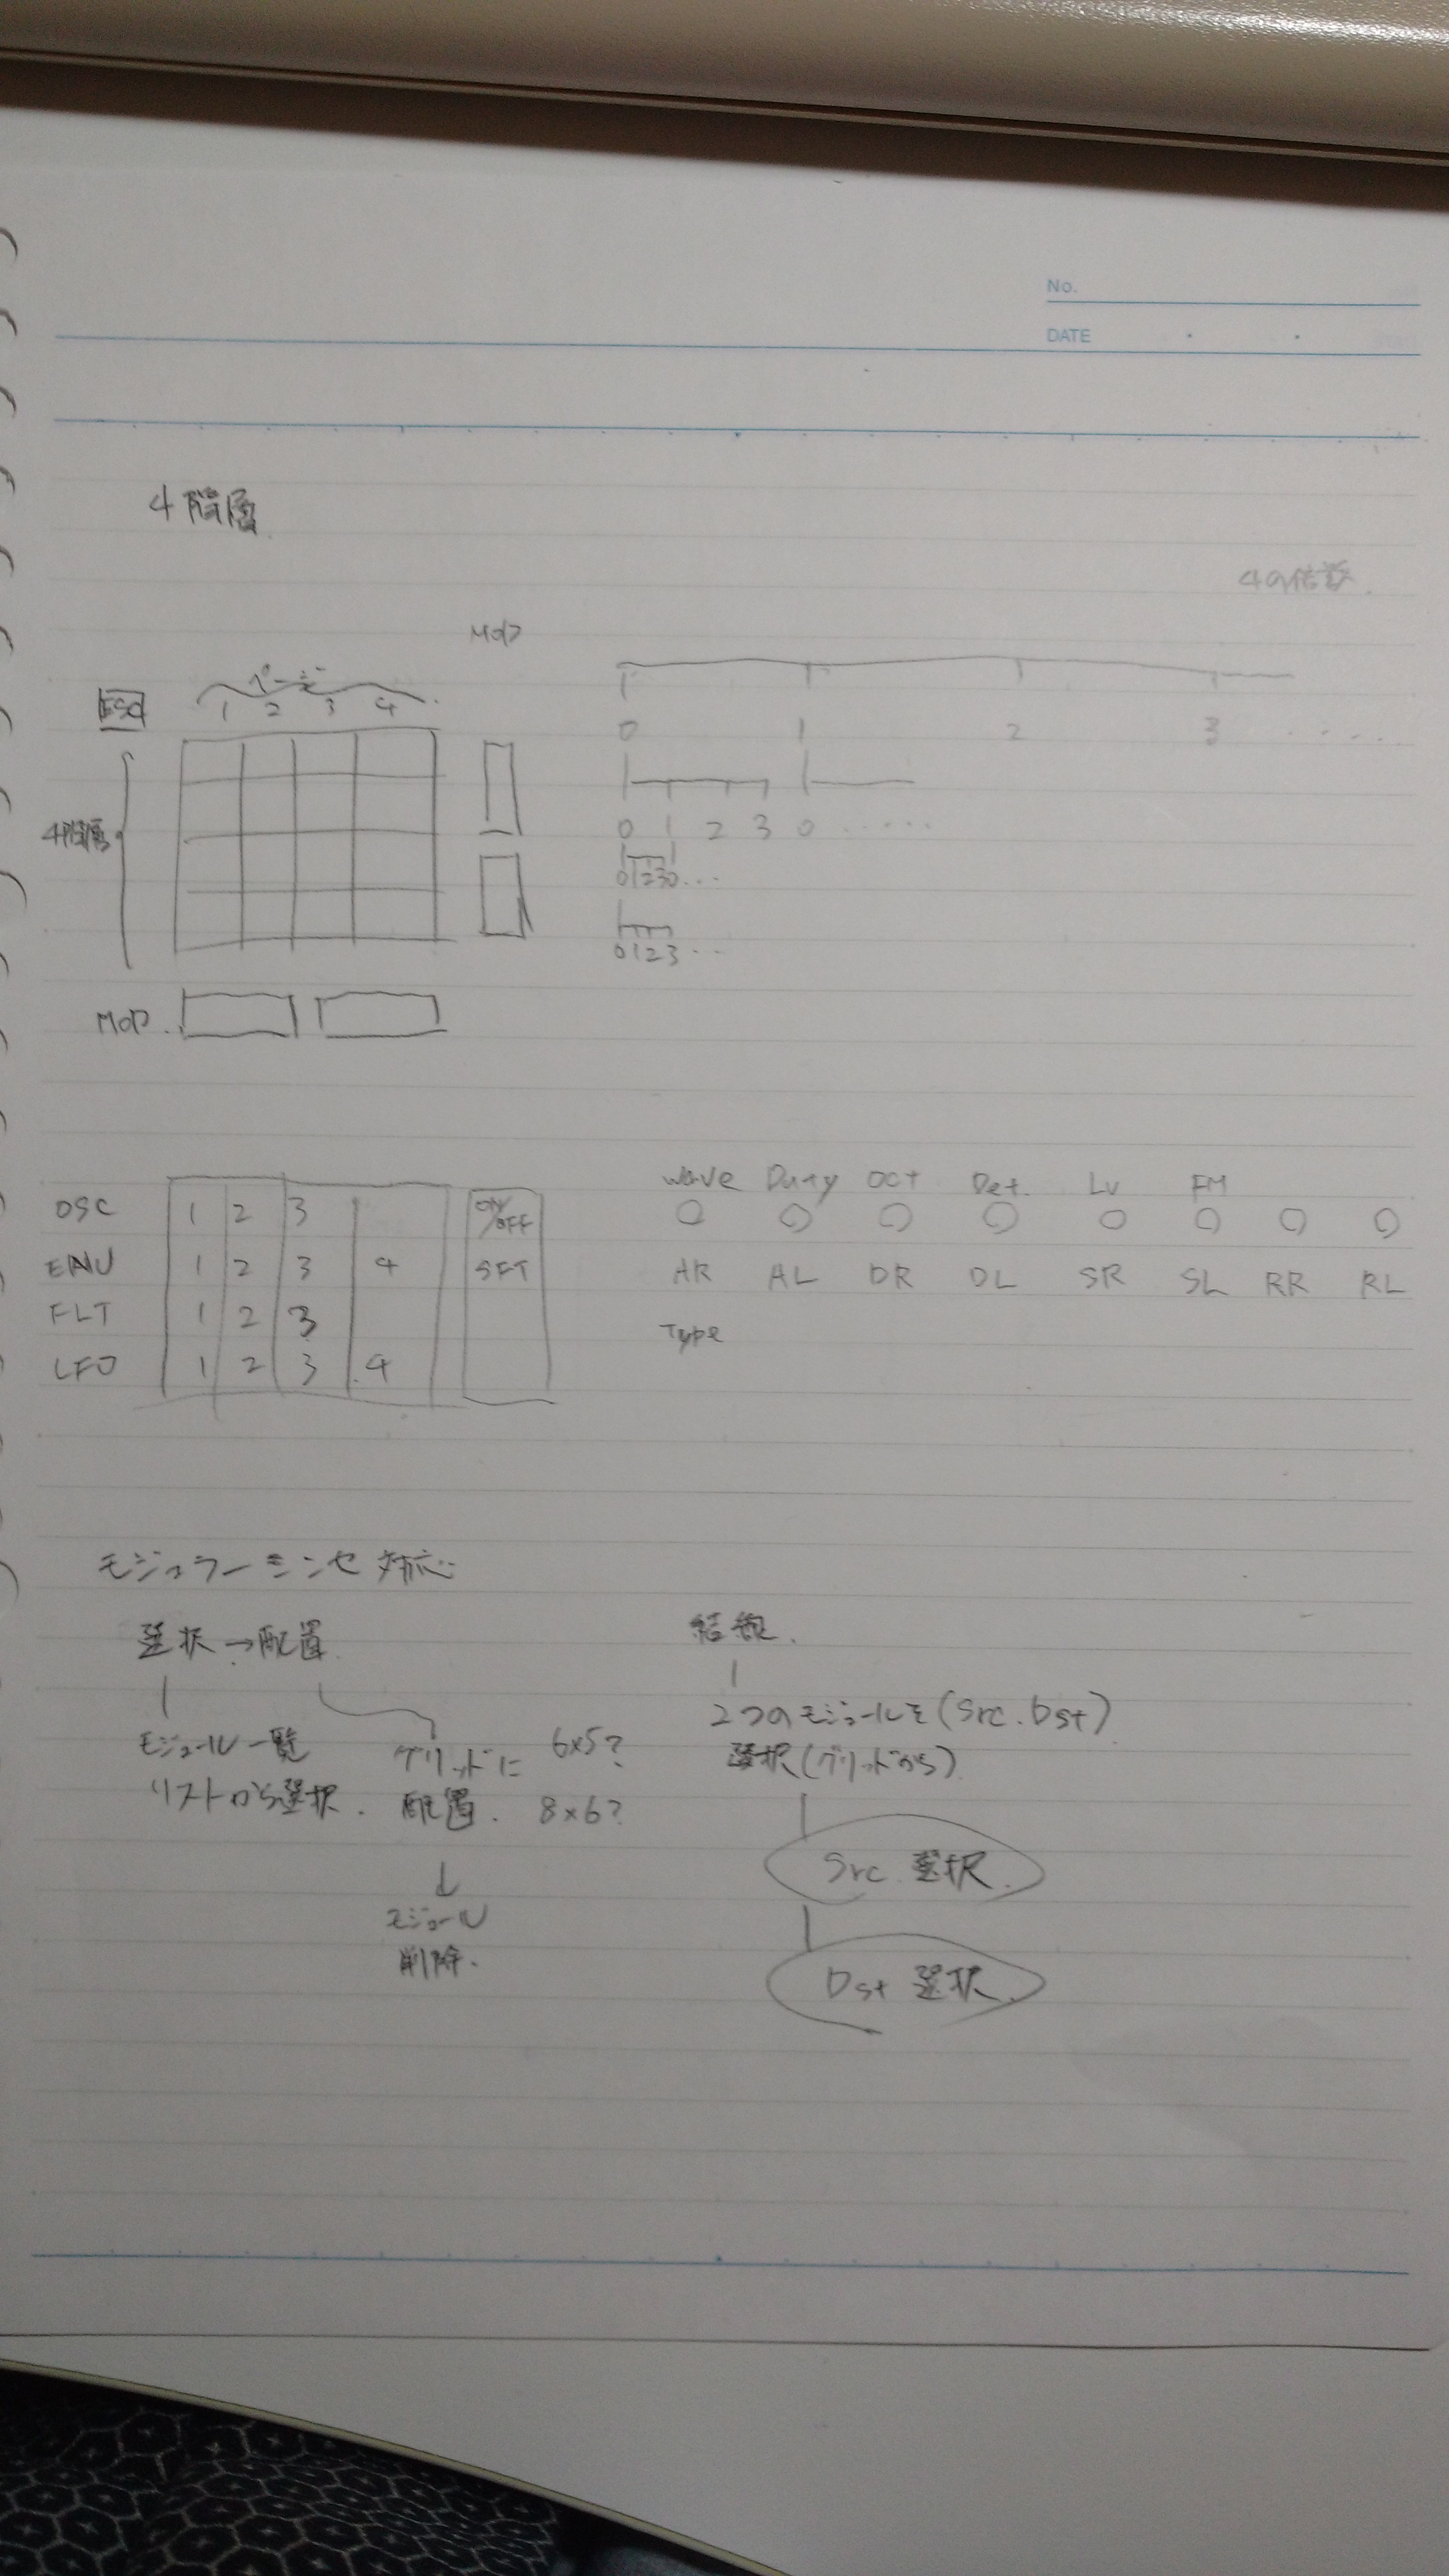 No.
DATE
4階層
4の倍数
MOD
ESC
ページ
1 2 3 4
0 1 2 3 ‥‥
4階層
0 1 2 3 0 ‥‥‥
01230‥‥
0123‥‥
MOD.
Wave Duty Oct Det. Lv FM
OSC 1 2 3 ON/OFF
ENV 1 2 3 4 SFT
AR AL DR DL SR SL RR RL
FLT 1 2 3
Type
LFO 1 2 3 4
モジュラーシンセ対応
選択→配置
モジュール一覧
リストから選択.
グリッドに
配置.
6x5?
8x6?
↓
モジュール
削除.
結線.
2つのモジュールを(Src.Dst)
選択(グリッドから)
Src 選択.
Dst 選択.